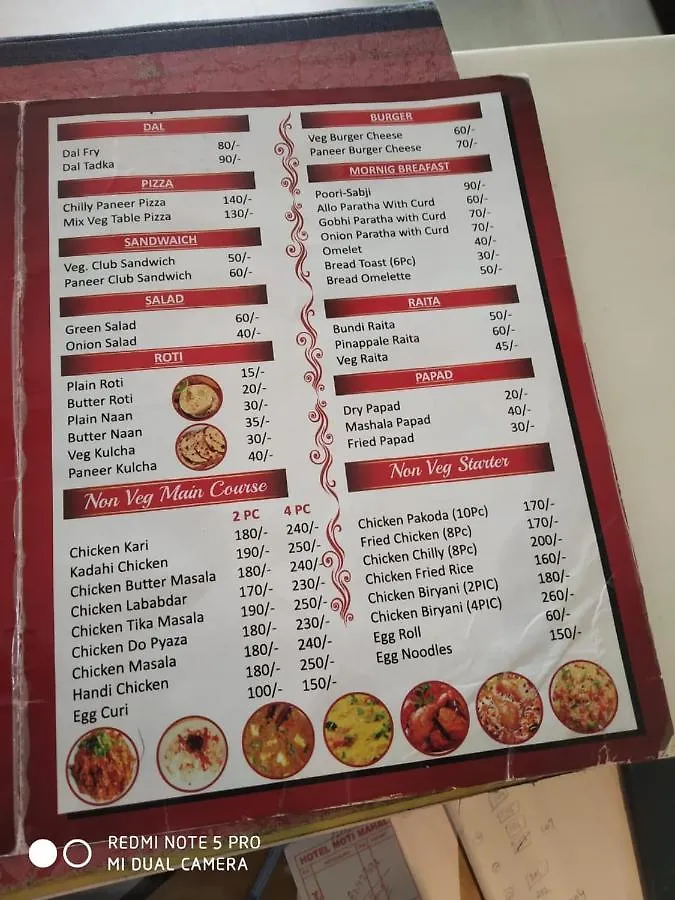 DAL
Dal Fry 80/-
Dal Tadka 90/-
PIZZA
Chilly Paneer Pizza 140/-
Mix Veg Table Pizza 130/-
SANDWAICH
Veg. Club Sandwich 50/-
Paneer Club Sandwich 60/-
SALAD
Green Salad 60/-
Onion Salad 40/-
ROTI
Plain Roti 15/-
Butter Roti 20/-
Plain Naan 30/-
Butter Naan 35/-
Veg Kulcha 30/-
Paneer Kulcha 40/-
Non Veg Main Course
2 PC 4 PC
Chicken Kari 180/- 240/-
Kadahi Chicken 190/- 250/-
Chicken Butter Masala 180/- 240/-
Chicken Lababdar 170/- 230/-
Chicken Tika Masala 190/- 250/-
Chicken Do Pyaza 180/- 230/-
Chicken Masala 180/- 240/-
Handi Chicken 180/- 250/-
Egg Curi 100/- 150/-
BURGER
Veg Burger Cheese 60/-
Paneer Burger Cheese 70/-
MORNIG BREAFAST
Poori-Sabji 90/-
Allo Paratha With Curd 60/-
Gobhi Paratha with Curd 70/-
Onion Paratha with Curd 70/-
Omelet 40/-
Bread Toast (6Pc) 30/-
Bread Omelette 50/-
RAITA
Bundi Raita 50/-
Pinappale Raita 60/-
Veg Raita 45/-
PAPAD
Dry Papad 20/-
Mashala Papad 40/-
Fried Papad 30/-
Non Veg Starter
Chicken Pakoda (10Pc) 170/-
Fried Chicken (8Pc) 170/-
Chicken Chilly (8Pc) 200/-
Chicken Fried Rice 160/-
Chicken Biryani (2PIC) 180/-
Chicken Biryani (4PIC) 260/-
Egg Roll 60/-
Egg Noodles 150/-
REDMI NOTE 5 PRO
MI DUAL CAMERA
HOTEL MOTI MAHAL